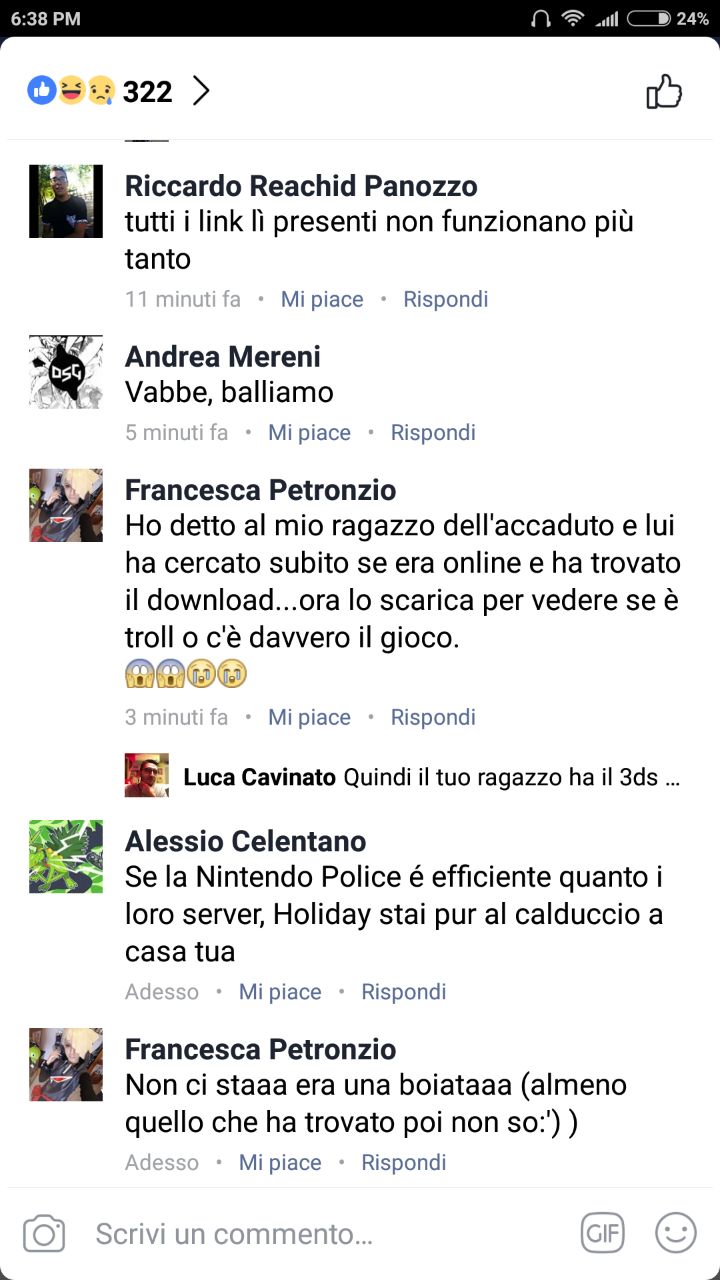 6:38 PM 24%
322
Riccardo Reachid Panozzo
tutti i link lì presenti non funzionano più
tanto
11 minuti fa • Mi piace • Rispondi
DSG
Andrea Mereni
Vabbe, balliamo
5 minuti fa • Mi piace • Rispondi
Francesca Petronzio
Ho detto al mio ragazzo dell'accaduto e lui
ha cercato subito se era online e ha trovato
il download...ora lo scarica per vedere se è
troll o c'è davvero il gioco.
😱😱😭😭
3 minuti fa • Mi piace • Rispondi
Luca Cavinato Quindi il tuo ragazzo ha il 3ds ...
Alessio Celentano
Se la Nintendo Police é efficiente quanto i
loro server, Holiday stai pur al calduccio a
casa tua
Adesso • Mi piace • Rispondi
Francesca Petronzio
Non ci staaa era una boiataaa (almeno
quello che ha trovato poi non so:') )
Adesso • Mi piace • Rispondi
Scrivi un commento... GIF